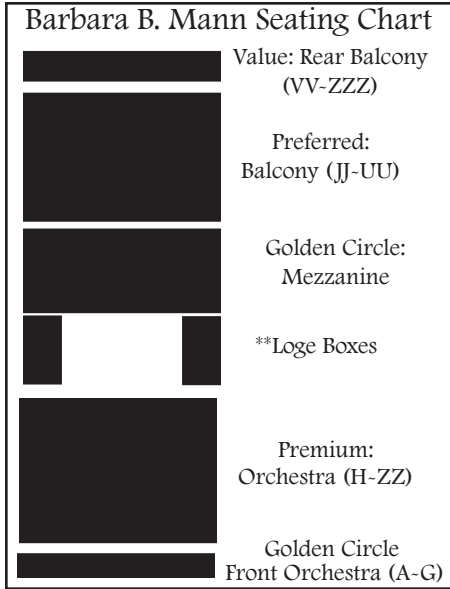 Barbara B. Mann Seating Chart
Value: Rear Balcony
(VV~ZZZ)
Preferred:
Balcony (JJ~UU)
Golden Circle:
Mezzanine
**Loge Boxes
Premium:
Orchestra (H~ZZ)
Golden Circle
Front Orchestra (A~G)